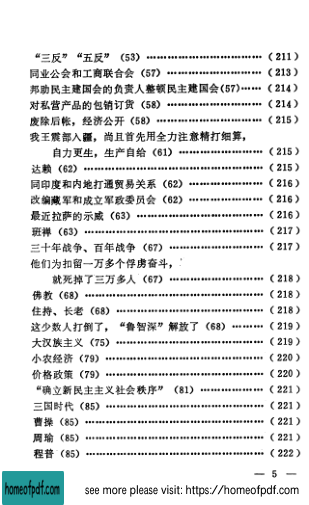 “三反”“五反”(53) ……………………………(211)
同业公会和工商联合会(57) ……………………(213)
邦助民主建国会的负责人整顿民主建国会(57)……(214)
对私营产品的包销订货(58) ……………………(214)
废除后帐，经济公开(58) ………………………(215)
我王震部入疆，尚且首先用全力注意精打细算，
自力更生，生产自给(61) ………………………(215)
达赖(62) …………………………………………(215)
同印度和内地打通贸易关系(62) ………………(216)
改编藏军和成立军政委员会(62) ………………(216)
最近拉萨的示威(63) ……………………………(216)
班禅(63) …………………………………………(217)
三十年战争、百年战争(67) ……………………(217)
他们为扣留一万多个俘虏奋斗，
就死掉了三万多人(67) …………………………(218)
佛教(68) …………………………………………(218)
住持、长老(68) …………………………………(218)
这少数人打倒了，“鲁智深”解放了(68) ………(219)
大汉族主义(75) …………………………………(219)
小农经济(79) ……………………………………(220)
价格政策(79) ……………………………………(220)
“确立新民主主义社会秩序”(81) ………………(221)
三国时代(85) ……………………………………(221)
曹操(85) …………………………………………(221)
周瑜(85) …………………………………………(221)
程普(85) …………………………………………(222)
— 5 —
homeofpdf.com
see more please visit: https://homeofpdf.com